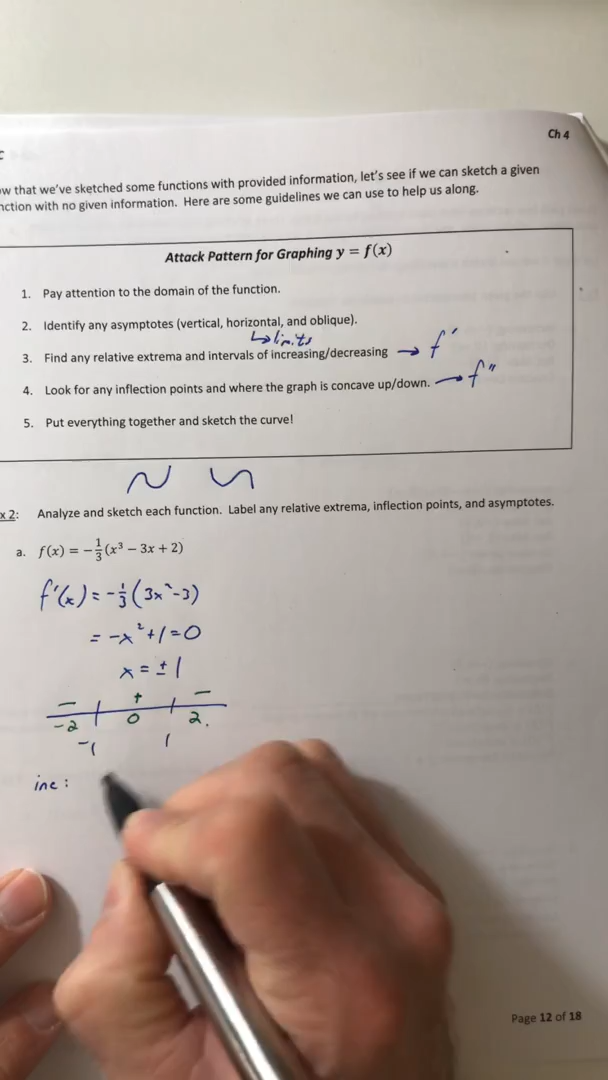 Ch 4
that we've sketched some functions with provided information, let's see if we can sketch a given
with no given information. Here are some guidelines we can use to help us along.
Attack Pattern for Graphing y = f(x)
1. Pay attention to the domain of the function.
2. Identify any asymptotes (vertical, horizontal, and oblique).
↳ limits
3. Find any relative extrema and intervals of increasing/decreasing → f'
4. Look for any inflection points and where the graph is concave up/down. → f"
5. Put everything together and sketch the curve!
x 2: Analyze and sketch each function. Label any relative extrema, inflection points, and asymptotes.
a. f(x) = −1/3(x³ − 3x + 2)
f'(x) = -1/3(3x²-3)
= -x²+1=0
x = ±1
− + −
-2 0 2.
-1 1
inc:
Page 12 of 18